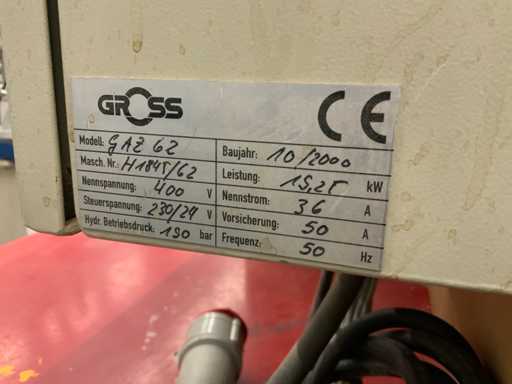 GROSS
CE
Modell: GAZ 62
Masch. Nr.: H1845/62
Nennspannung: 400 V
Steuerspannung: 230/24 V
Hydr. Betriebsdruck: 190 bar
Baujahr: 10/2000
Leistung: 15,25 kW
Nennstrom: 36 A
Vorsicherung: 50 A
Frequenz: 50 Hz